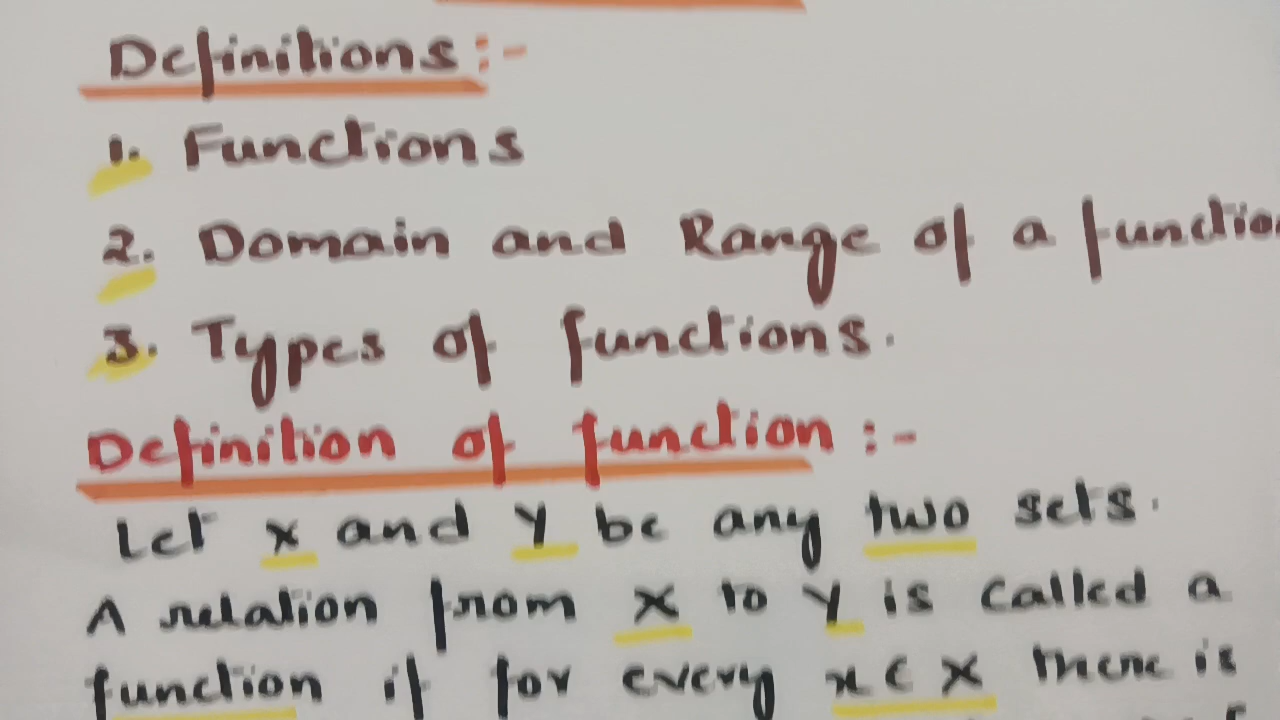 Definitions:-
1. Functions
2. Domain and Range of a functio
3. Types of functions.
Definition of function :-
Let x and Y be any two sets.
A relation from X to Y is called a
function if for every x ∈ X there is